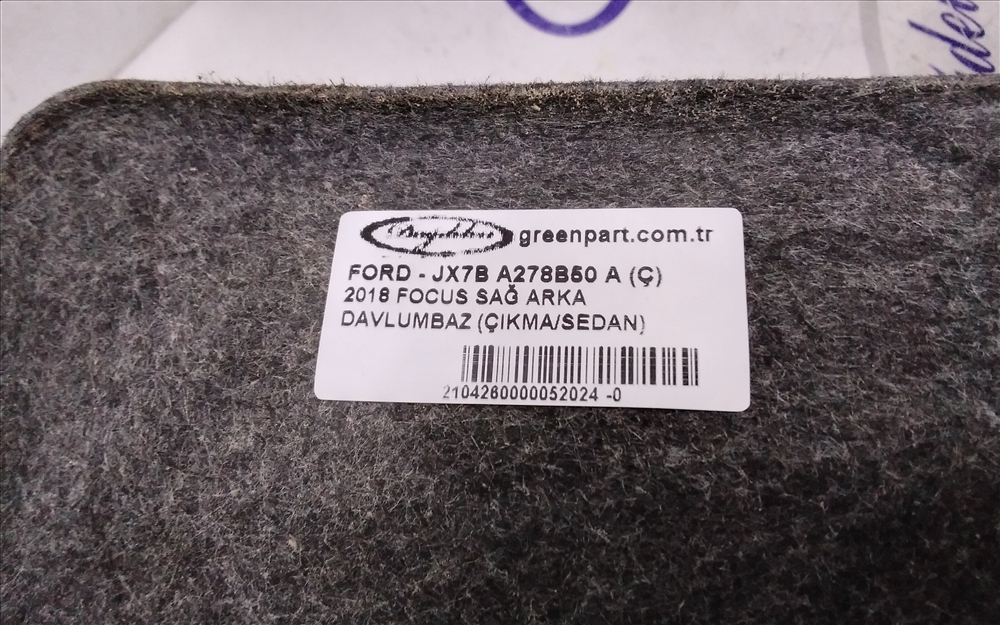 greenpart.com.tr
FORD - JX7B A278B50 A (Ç)
2018 FOCUS SAĞ ARKA
DAVLUMBAZ (ÇIKMA/SEDAN)
2104260000052024 -0